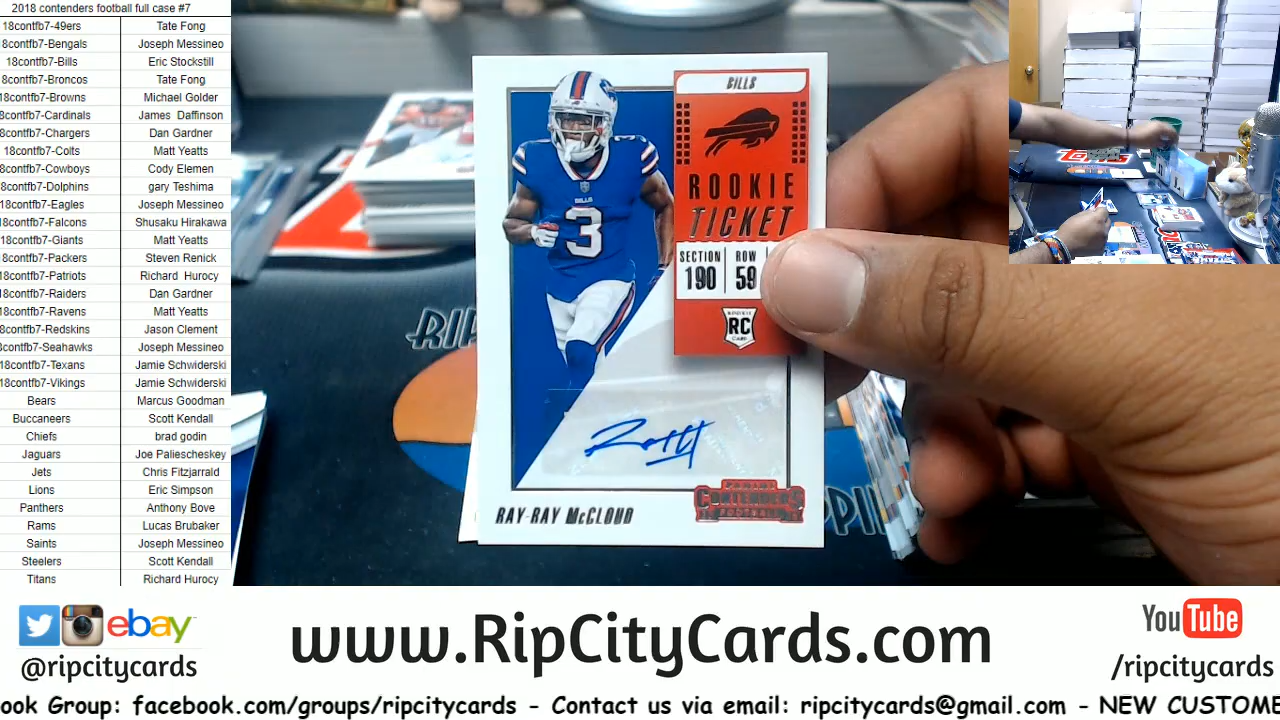 2018 contenders football full case #7
18contfb7-49ers Tate Fong
8contfb7-Bengals Joseph Messineo
18contfb7-Bills Eric Stockstill
8contfb7-Broncos Tate Fong
18contfb7-Browns Michael Golder
8contfb7-Cardinals James Daffinson
8contfb7-Chargers Dan Gardner
18contfb7-Colts Matt Yeatts
8contfb7-Cowboys Cody Elemen
8contfb7-Dolphins gary Teshima
18contfb7-Eagles Joseph Messineo
18contfb7-Falcons Shusaku Hirakawa
18contfb7-Giants Matt Yeatts
8contfb7-Packers Steven Renick
18contfb7-Patriots Richard Hurocy
18contfb7-Raiders Dan Gardner
18contfb7-Ravens Matt Yeatts
8contfb7-Redskins Jason Clement
8contfb7-Seahawks Joseph Messineo
18contfb7-Texans Jamie Schwiderski
18contfb7-Vikings Jamie Schwiderski
Bears Marcus Goodman
Buccaneers Scott Kendall
Chiefs brad godin
Jaguars Joe Paliescheskey
Jets Chris Fitzjarrald
Lions Eric Simpson
Panthers Anthony Bove
Rams Lucas Brubaker
Saints Joseph Messineo
Steelers Scott Kendall
Titans Richard Hurocy
BILLS
ROOKIE
TICKET
SECTION ROW
190 59
RC
CARD
BILLS
3
RAY-RAY McCLOUD
PANINI
CONTENDERS
FOOTBALL
RIP
PPIN
Topps
ebay
@ripcitycards
www.RipCityCards.com
YouTube
/ripcitycards
ook Group: facebook.com/groups/ripcitycards - Contact us via email: ripcitycards@gmail.com - NEW CUSTOME